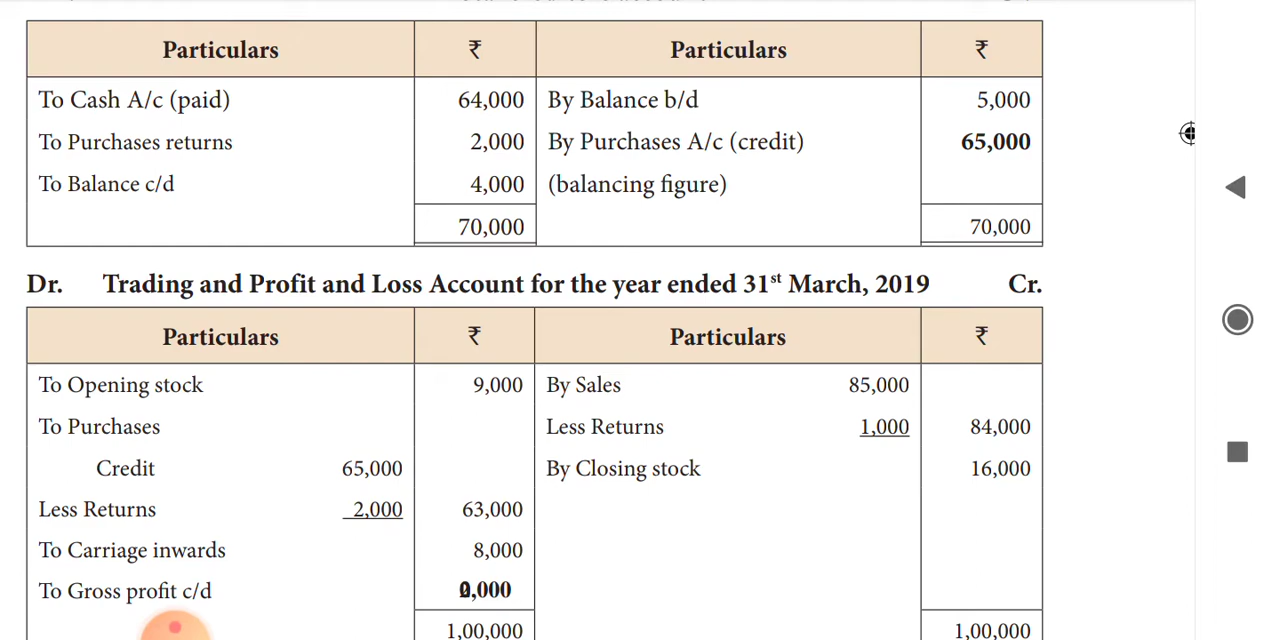 Particulars ₹ Particulars ₹
To Cash A/c (paid) 64,000 By Balance b/d 5,000
To Purchases returns 2,000 By Purchases A/c (credit) 65,000
To Balance c/d 4,000 (balancing figure)
70,000 70,000
Dr. Trading and Profit and Loss Account for the year ended 31st March, 2019 Cr.
Particulars ₹ Particulars ₹
To Opening stock 9,000 By Sales 85,000
To Purchases Less Returns 1,000 84,000
Credit 65,000 By Closing stock 16,000
Less Returns 2,000 63,000
To Carriage inwards 8,000
To Gross profit c/d
1,00,000 1,00,000